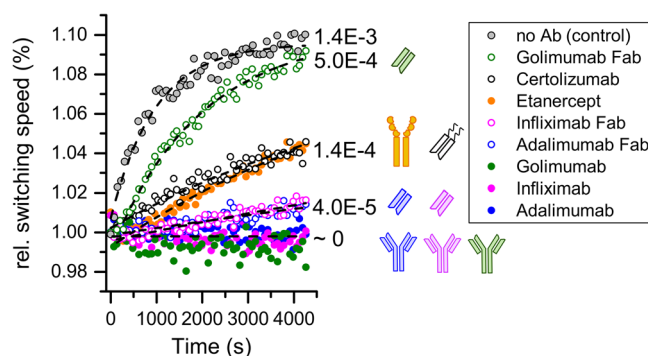 rel. switching speed (%)
1.10
1.08
1.06
1.04
1.02
1.00
0.98
0 1000 2000 3000 4000
Time (s)
1.4E-3
5.0E-4
1.4E-4
4.0E-5
~ 0
no Ab (control)
Golimumab Fab
Certolizumab
Etanercept
Infliximab Fab
Adalimumab Fab
Golimumab
Infliximab
Adalimumab